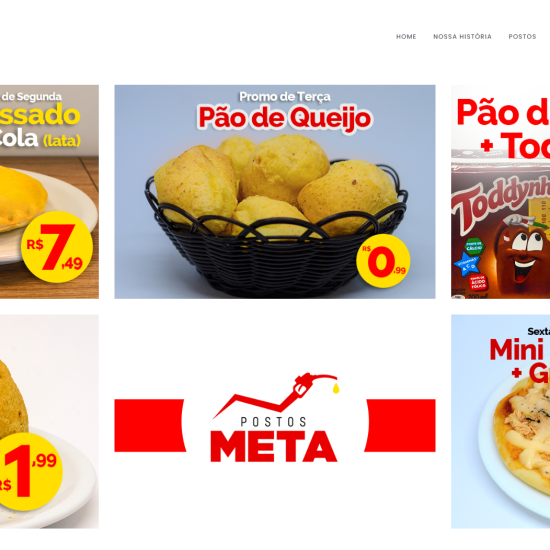 HOME NOSSA HISTÓRIA POSTOS
de Segunda
ssado
Cola (lata)
R$7,49
Promo de Terça
Pão de Queijo
R$0,99
Pão d
+ Tod
Toddynh
R$1,99
POSTOS
META
Sexta
Mini
+ G